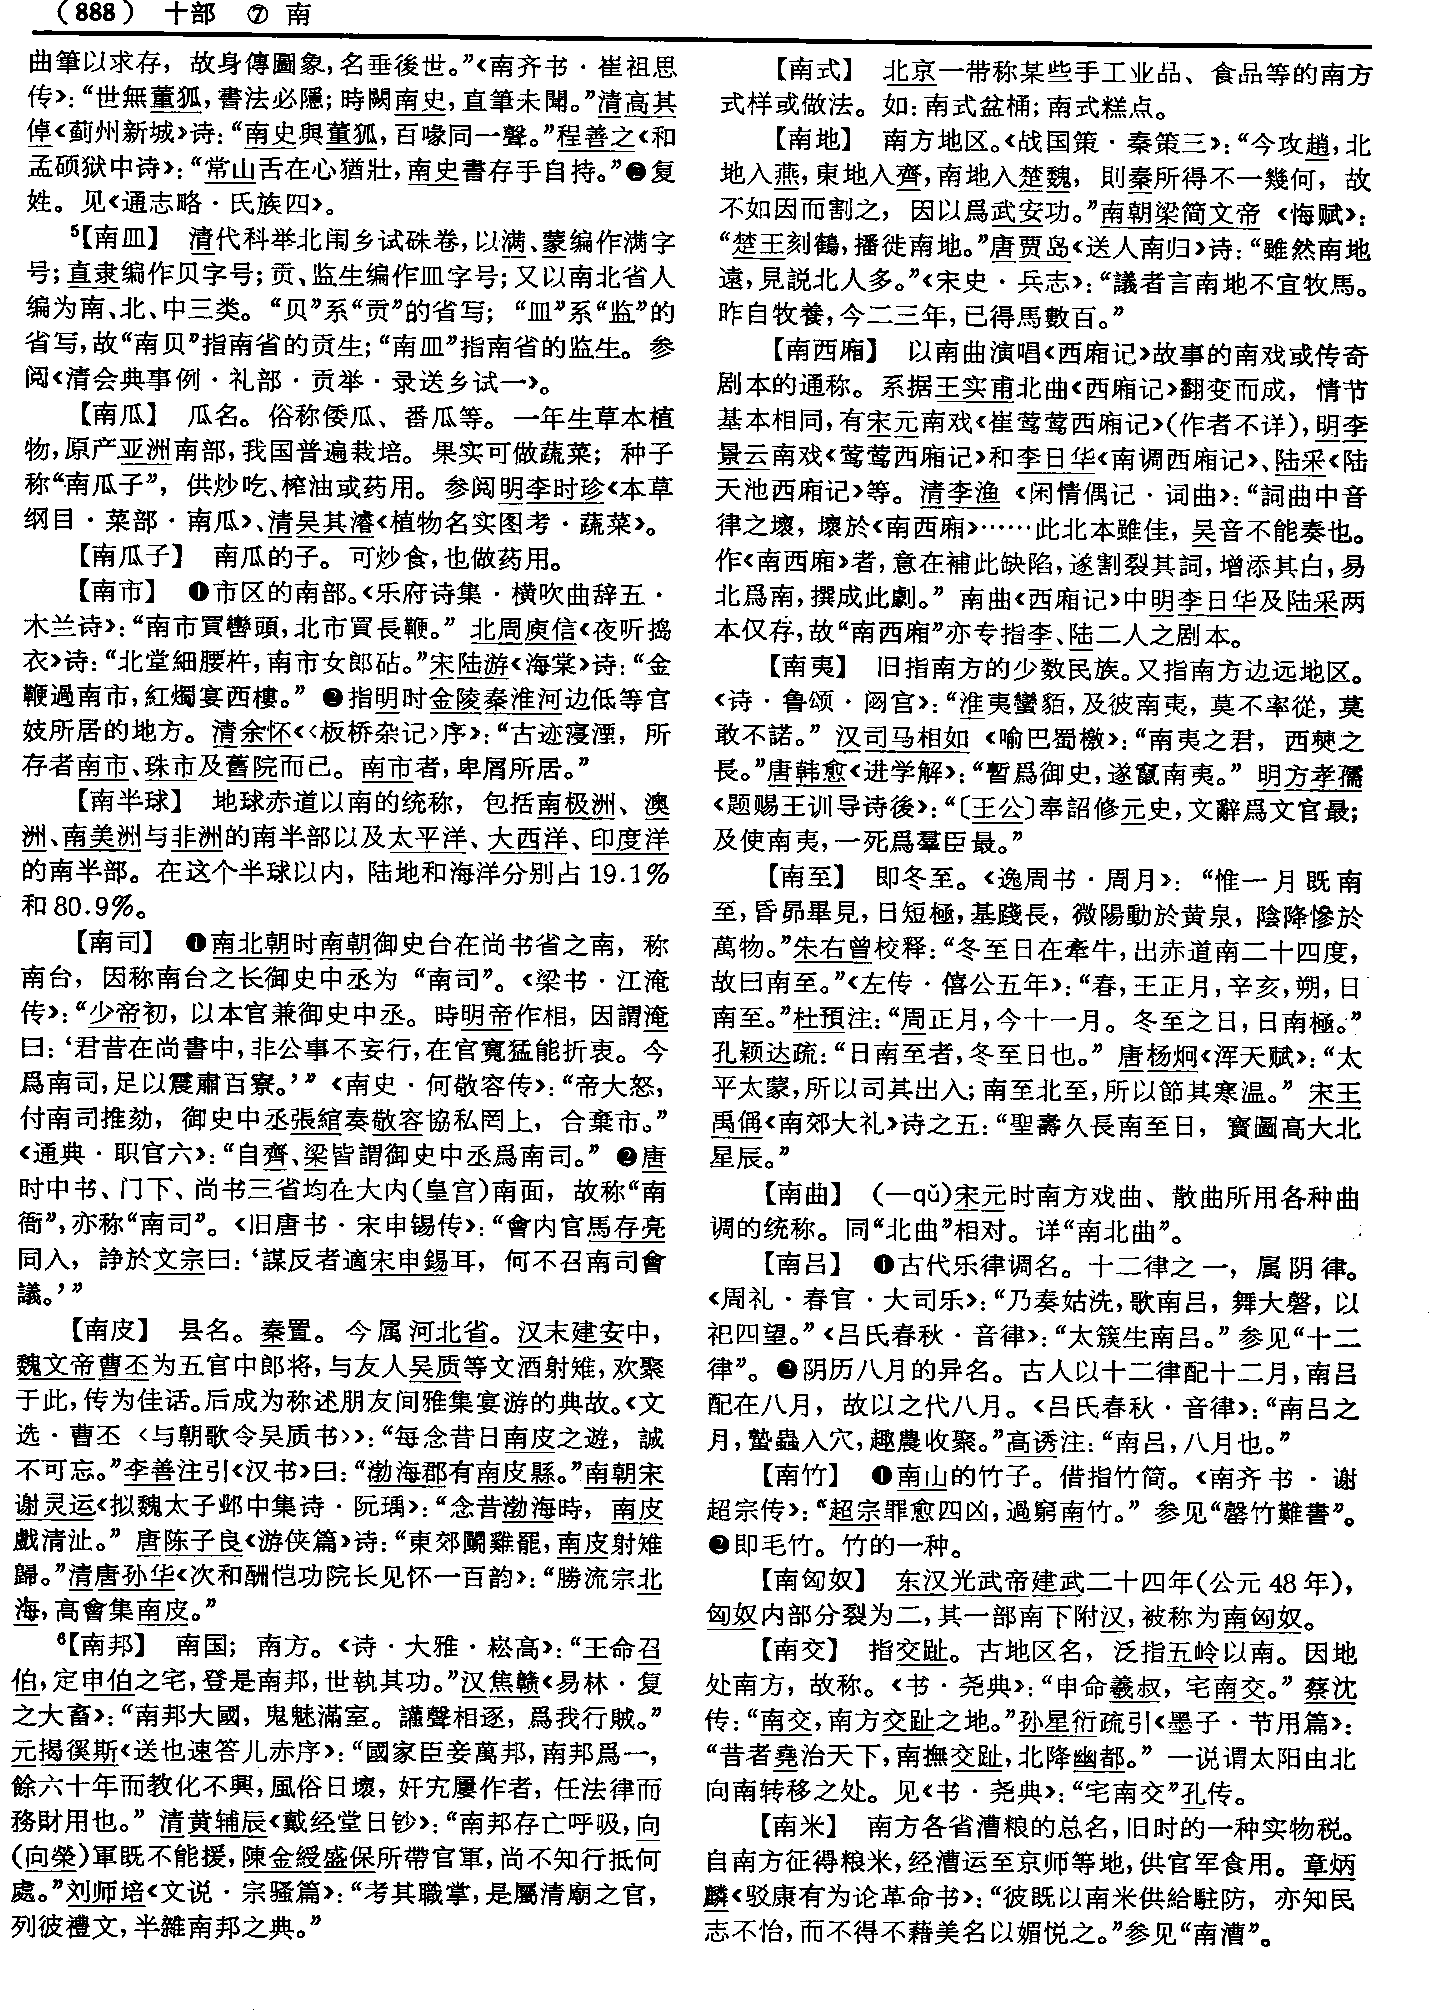 (888) 十部 ⑦ 南
曲筆以求存，故身傳圖象，名垂後世。”《南齐书·崔祖思
传》：“世無董狐，書法必隱；時闕南史，直筆未聞。”清高其
倬《蓟州新城》诗：“南史與董狐，百喙同一聲。”程善之《和
孟硕狱中诗》：“常山舌在心猶壯，南史書存手自持。”❷复
姓。见《通志略·氏族四》。
⁵【南皿】 清代科举北闱乡试硃卷，以满、蒙编作满字
号；直隶编作贝字号；贡、监生编作皿字号；又以南北省人
编为南、北、中三类。“贝”系“贡”的省写；“皿”系“监”的
省写，故“南贝”指南省的贡生；“南皿”指南省的监生。参
阅《清会典事例·礼部·贡举·录送乡试一》。
【南瓜】 瓜名。俗称倭瓜、番瓜等。一年生草本植
物，原产亚洲南部，我国普遍栽培。果实可做蔬菜；种子
称“南瓜子”，供炒吃、榨油或药用。参阅明李时珍《本草
纲目·菜部·南瓜》、清吴其濬《植物名实图考·蔬菜》。
【南瓜子】 南瓜的子。可炒食，也做药用。
【南市】 ❶市区的南部。《乐府诗集·横吹曲辞五·
木兰诗》：“南市買轡頭，北市買長鞭。”北周庾信《夜听捣
衣》诗：“北堂細腰杵，南市女郎砧。”宋陆游《海棠》诗：“金
鞭過南市，紅燭宴西樓。”❷指明时金陵秦淮河边低等官
妓所居的地方。清余怀《〈板桥杂记〉序》：“古迹寖湮，所
存者南市、珠市及舊院而已。南市者，卑屑所居。”
【南半球】 地球赤道以南的统称，包括南极洲、澳
洲、南美洲与非洲的南半部以及太平洋、大西洋、印度洋
的南半部。在这个半球以内，陆地和海洋分别占19.1%
和80.9%。
【南司】 ❶南北朝时南朝御史台在尚书省之南，称
南台，因称南台之长御史中丞为“南司”。《梁书·江淹
传》：“少帝初，以本官兼御史中丞。時明帝作相，因謂淹
曰：‘君昔在尚書中，非公事不妄行，在官寬猛能折衷。今
爲南司，足以震肅百寮。’”《南史·何敬容传》：“帝大怒，
付南司推劾，御史中丞張綰奏敬容協私罔上，合棄市。”
《通典·职官六》：“自齊、梁皆謂御史中丞爲南司。”❷唐
时中书、门下、尚书三省均在大内(皇宫)南面，故称“南
衙”，亦称“南司”。《旧唐书·宋申锡传》：“會内官馬存亮
同入，諍於文宗曰：‘謀反者適宋申錫耳，何不召南司會
議。’”
【南皮】 县名。秦置。今属河北省。汉末建安中，
魏文帝曹丕为五官中郎将，与友人吴质等文酒射雉，欢聚
于此，传为佳话。后成为称述朋友间雅集宴游的典故。《文
选·曹丕〈与朝歌令吴质书〉》：“每念昔日南皮之遊，誠
不可忘。”李善注引《汉书》曰：“渤海郡有南皮縣。”南朝宋
谢灵运《拟魏太子邺中集诗·阮瑀》：“念昔渤海時，南皮
戲清沚。”唐陈子良《游侠篇》诗：“東郊鬭雞罷，南皮射雉
歸。”清唐孙华《次和酬恺功院长见怀一百韵》：“勝流宗北
海，高會集南皮。”
⁶【南邦】 南国；南方。《诗·大雅·崧高》：“王命召
伯，定申伯之宅，登是南邦，世執其功。”汉焦赣《易林·复
之大畜》：“南邦大國，鬼魅滿室。讙聲相逐，爲我行賊。”
元揭徯斯《送也速答儿赤序》：“國家臣妾萬邦，南邦爲一，
餘六十年而教化不興，風俗日壞，奸宄屢作者，任法律而
務財用也。”清黄辅辰《戴经堂日钞》：“南邦存亡呼吸，向
(向榮)軍既不能援，陳金綬盛保所帶官軍，尚不知行抵何
處。”刘师培《文说·宗骚篇》：“考其職掌，是屬清廟之官，
列彼禮文，半雜南邦之典。”
【南式】 北京一带称某些手工业品、食品等的南方
式样或做法。如：南式盆桶；南式糕点。
【南地】 南方地区。《战国策·秦策三》：“今攻趙，北
地入燕，東地入齊，南地入楚魏，則秦所得不一幾何，故
不如因而割之，因以爲武安功。”南朝梁简文帝《悔赋》：
“楚王刻鶴，播徙南地。”唐贾岛《送人南归》诗：“雖然南地
遠，見説北人多。”《宋史·兵志》：“議者言南地不宜牧馬。
昨自牧養，今二三年，已得馬數百。”
【南西廂】 以南曲演唱《西廂记》故事的南戏或传奇
剧本的通称。系据王实甫北曲《西廂记》翻变而成，情节
基本相同，有宋元南戏《崔莺莺西廂记》(作者不详)，明李
景云南戏《莺莺西廂记》和李日华《南调西廂记》、陆采《陆
天池西廂记》等。清李渔《闲情偶记·词曲》：“詞曲中音
律之壞，壞於《南西厢》……此北本雖佳，吴音不能奏也。
作《南西廂》者，意在補此缺陷，遂割裂其詞，增添其白，易
北爲南，撰成此劇。”南曲《西廂记》中明李日华及陆采两
本仅存，故“南西廂”亦专指李、陆二人之剧本。
【南夷】 旧指南方的少数民族。又指南方边远地区。
《诗·鲁颂·閟宫》：“淮夷蠻貊，及彼南夷，莫不率從，莫
敢不諾。”汉司马相如《喻巴蜀檄》：“南夷之君，西僰之
長。”唐韩愈《进学解》：“暫爲御史，遂竄南夷。”明方孝孺
《题赐王训导诗後》：“〔王公〕奉詔修元史，文辭爲文官最；
及使南夷，一死爲羣臣最。”
【南至】 即冬至。《逸周书·周月》：“惟一月既南
至，昏昴畢見，日短極，基踐長，微陽動於黄泉，陰降慘於
萬物。”朱右曾校释：“冬至日在牽牛，出赤道南二十四度，
故曰南至。”《左传·僖公五年》：“春，王正月，辛亥，朔，日
南至。”杜預注：“周正月，今十一月。冬至之日，日南極。”
孔颖达疏：“日南至者，冬至日也。”唐杨炯《浑天赋》：“太
平太蒙，所以司其出入；南至北至，所以節其寒温。”宋王
禹偁《南郊大礼》诗之五：“聖壽久長南至日，寳圖高大北
星辰。”
【南曲】 (—qǔ)宋元时南方戏曲、散曲所用各种曲
调的统称。同“北曲”相对。详“南北曲”。
【南吕】 ❶古代乐律调名。十二律之一，属阴律。
《周礼·春官·大司乐》：“乃奏姑洗，歌南吕，舞大磬，以
祀四望。”《吕氏春秋·音律》：“太簇生南吕。”参见“十二
律”。❷阴历八月的异名。古人以十二律配十二月，南吕
配在八月，故以之代八月。《吕氏春秋·音律》：“南吕之
月，蟄蟲入穴，趣農收聚。”高诱注：“南吕，八月也。”
【南竹】 ❶南山的竹子。借指竹简。《南齐书·谢
超宗传》：“超宗罪愈四凶，過窮南竹。”参见“罄竹難書”。
❷即毛竹。竹的一种。
【南匈奴】 东汉光武帝建武二十四年(公元48年)，
匈奴内部分裂为二，其一部南下附汉，被称为南匈奴。
【南交】 指交趾。古地区名，泛指五岭以南。因地
处南方，故称。《书·尧典》：“申命羲叔，宅南交。”蔡沈
传：“南交，南方交趾之地。”孙星衍疏引《墨子·节用篇》：
“昔者堯治天下，南撫交趾，北降幽都。”一说谓太阳由北
向南转移之处。见《书·尧典》：“宅南交”孔传。
【南米】 南方各省漕粮的总名，旧时的一种实物税。
自南方征得粮米，经漕运至京师等地，供官军食用。章炳
麟《驳康有为论革命书》：“彼既以南米供給駐防，亦知民
志不怡，而不得不藉美名以媚悦之。”参见“南漕”。